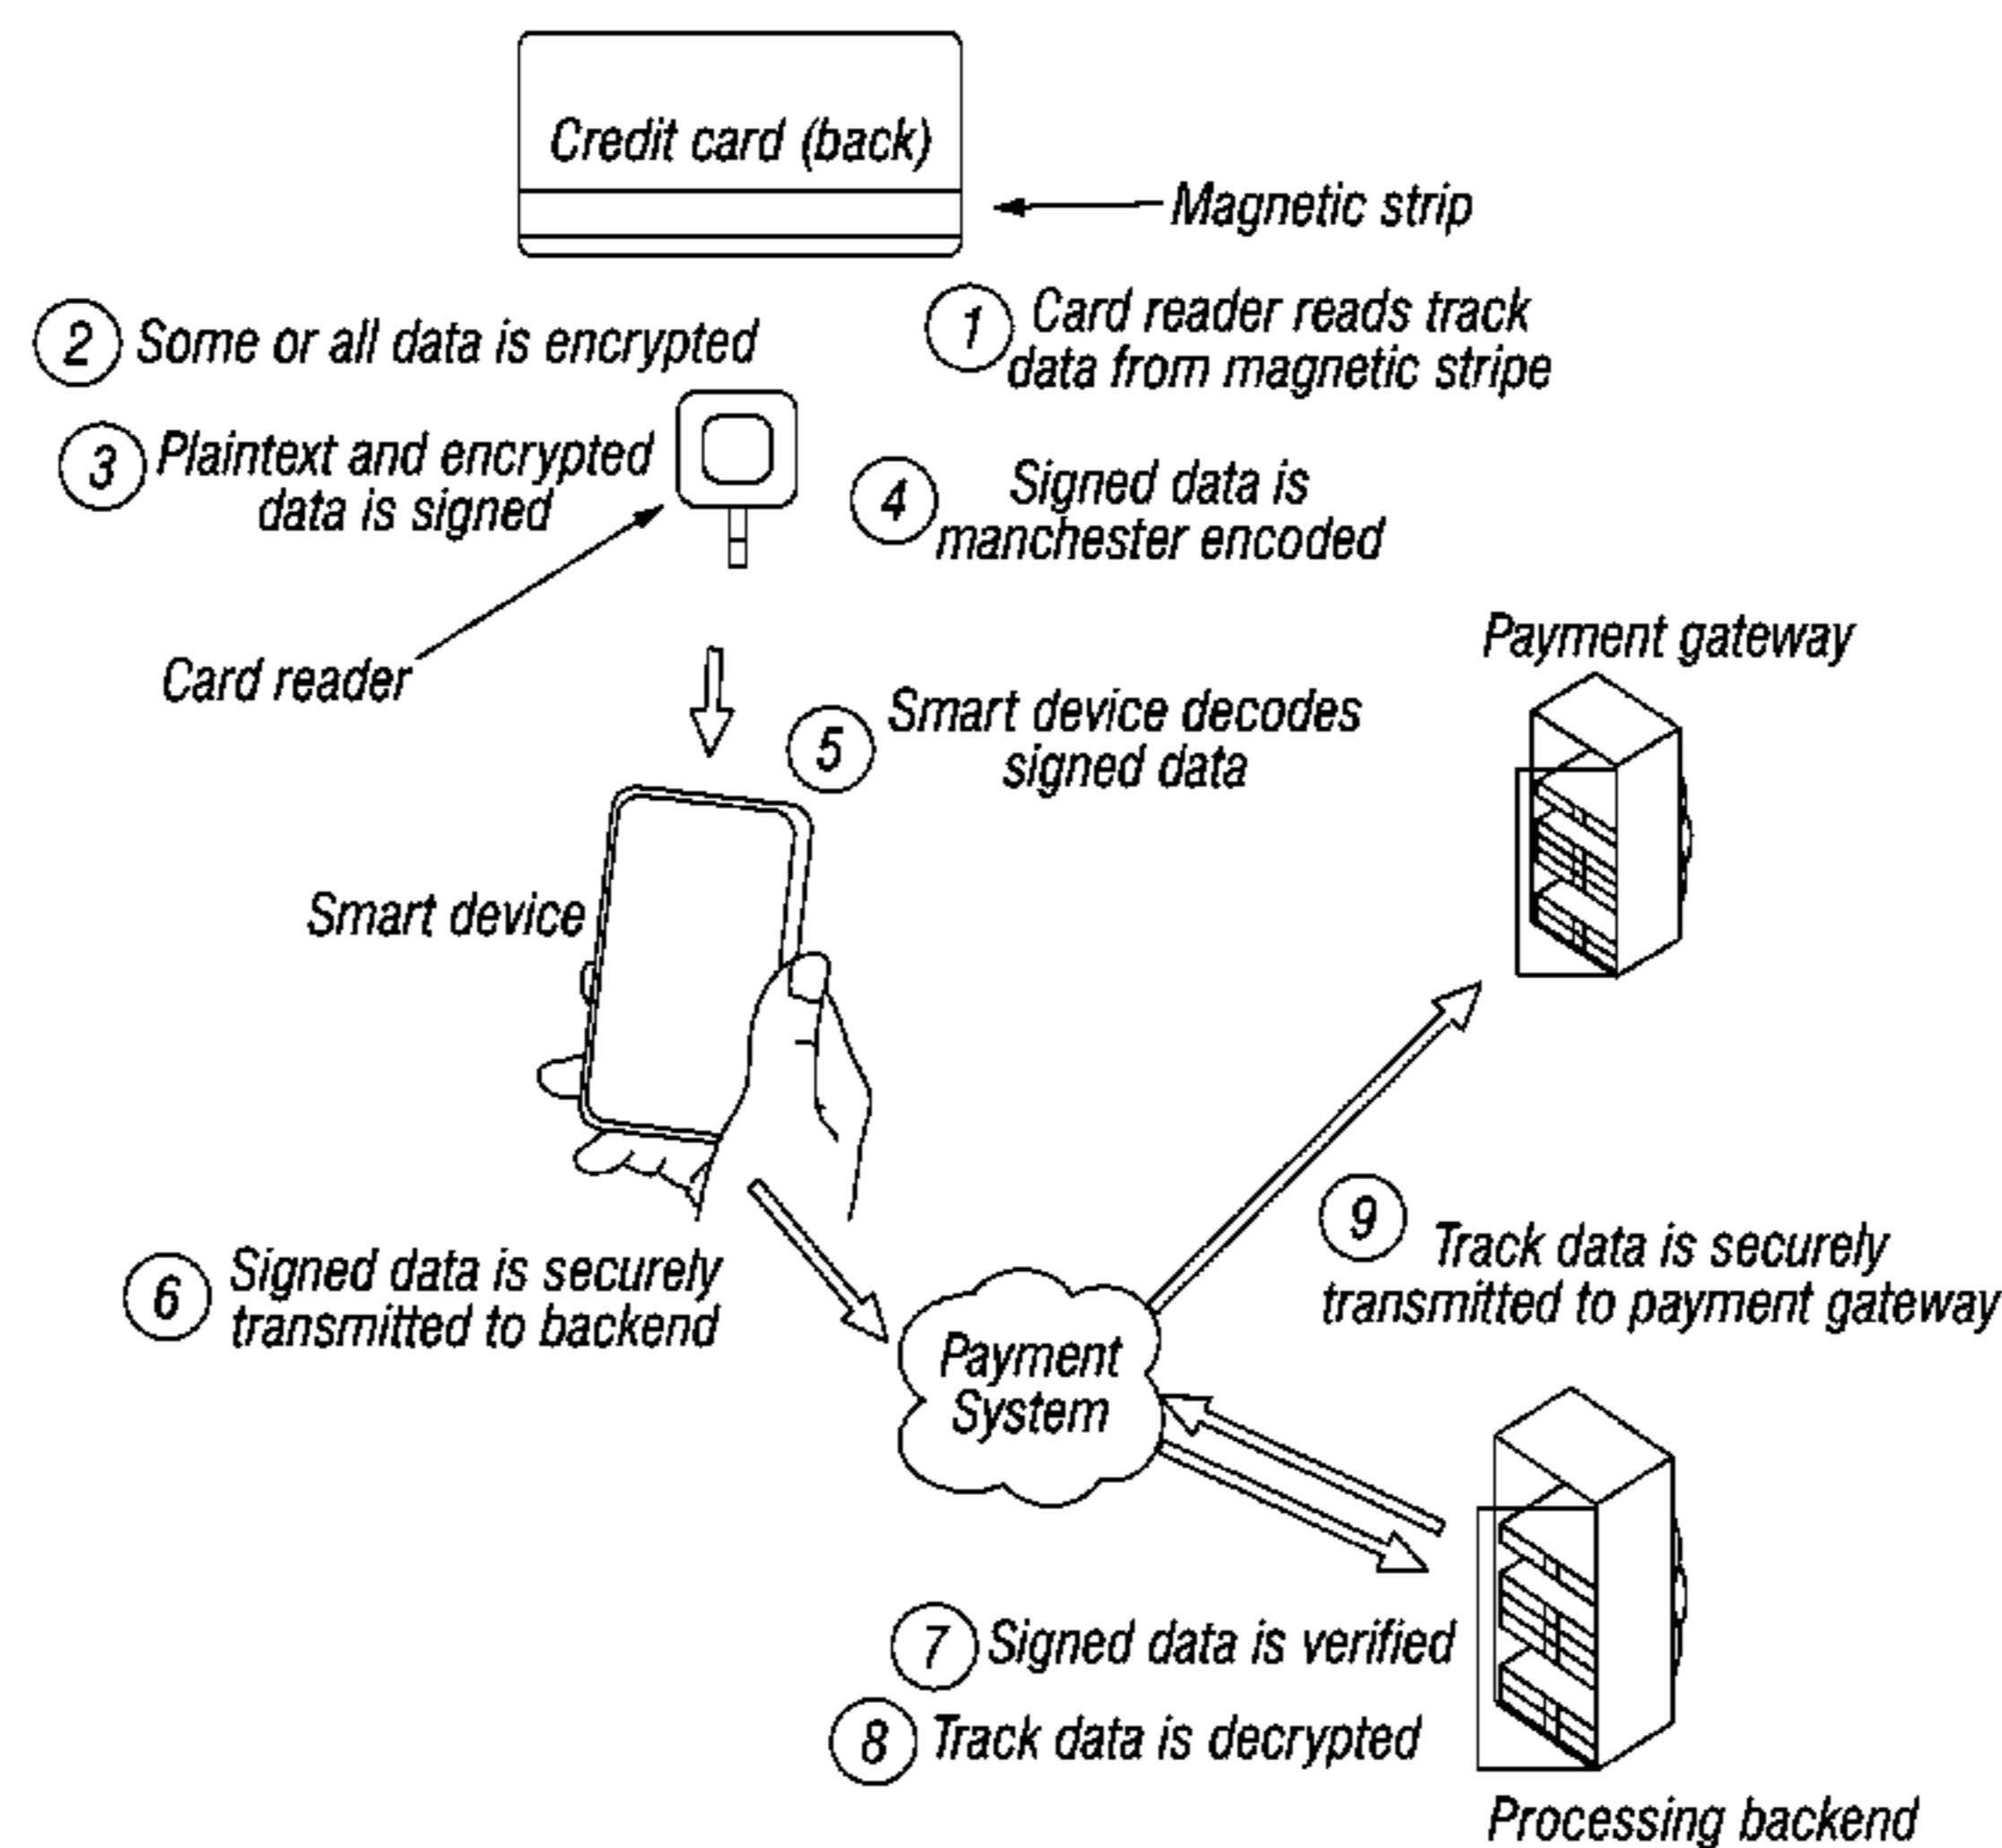 Credit card (back)
Magnetic strip
1 Card reader reads track
data from magnetic stripe
2 Some or all data is encrypted
3 Plaintext and encrypted
data is signed
4 Signed data is
manchester encoded
Card reader
Payment gateway
5 Smart device decodes
signed data
Smart device
6 Signed data is securely
transmitted to backend
9 Track data is securely
transmitted to payment gateway
Payment
System
7 Signed data is verified
8 Track data is decrypted
Processing backend